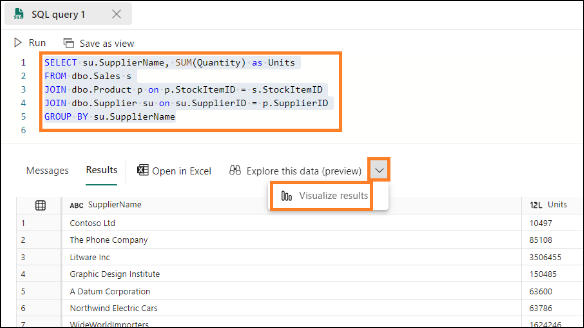 SQL query 1
Run Save as view
1 SELECT su.SupplierName, SUM(Quantity) as Units
2 FROM dbo.Sales s
3 JOIN dbo.Product p on p.StockItemID = s.StockItemID
4 JOIN dbo.Supplier su on su.SupplierID = p.SupplierID
5 GROUP BY su.SupplierName
6
Messages Results Open in Excel Explore this data (preview)
Visualize results
ABC SupplierName 12L Units
1 Contoso Ltd 10497
2 The Phone Company 85108
3 Litware Inc 3506455
4 Graphic Design Institute 150485
5 A Datum Corporation 63600
6 Northwind Electric Cars 63786
7 WideWorldImporters 1624246